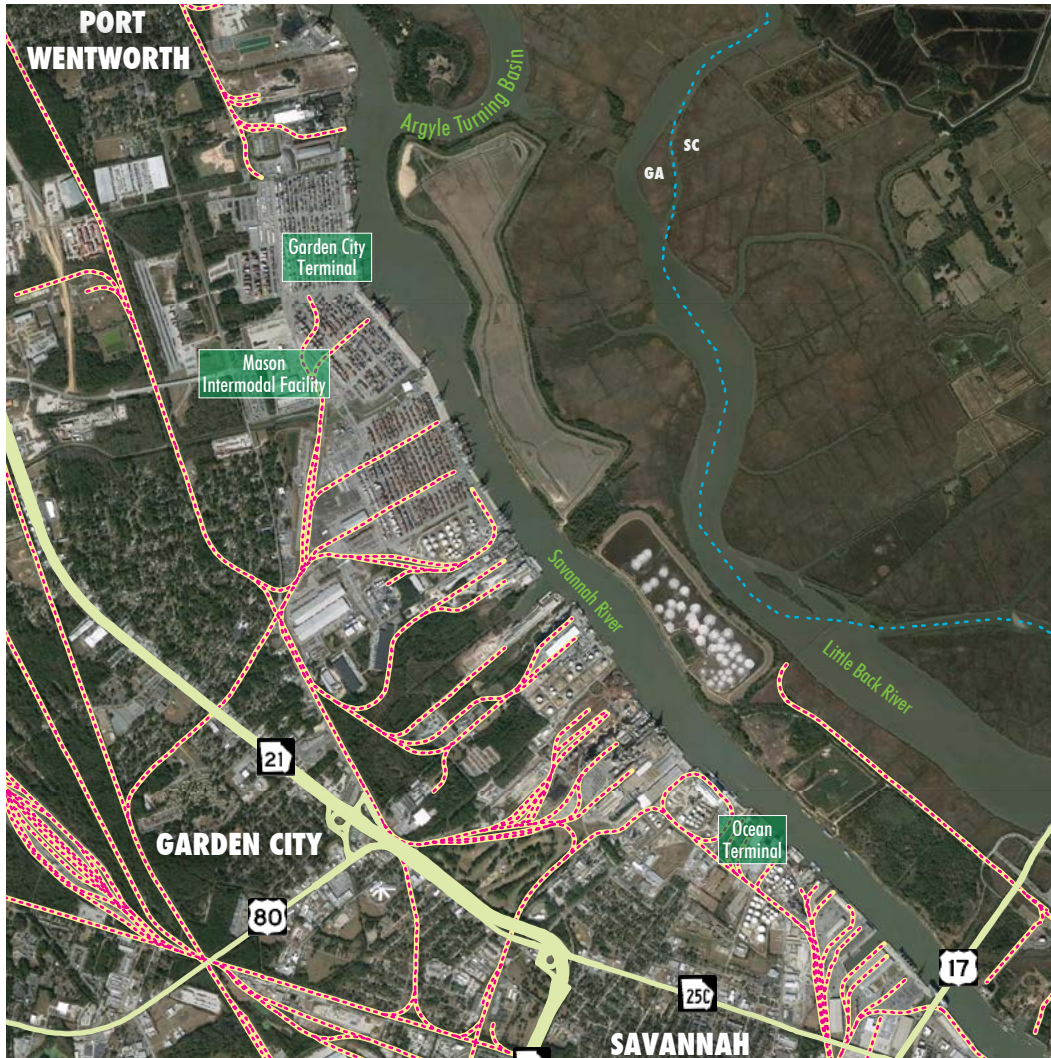 PORT
WENTWORTH
Argyle Turning Basin
SC
GA
Garden City
Terminal
Mason
Intermodal Facility
Savannah River
Little Back River
21
GARDEN CITY
Ocean
Terminal
80
17
25C
SAVANNAH